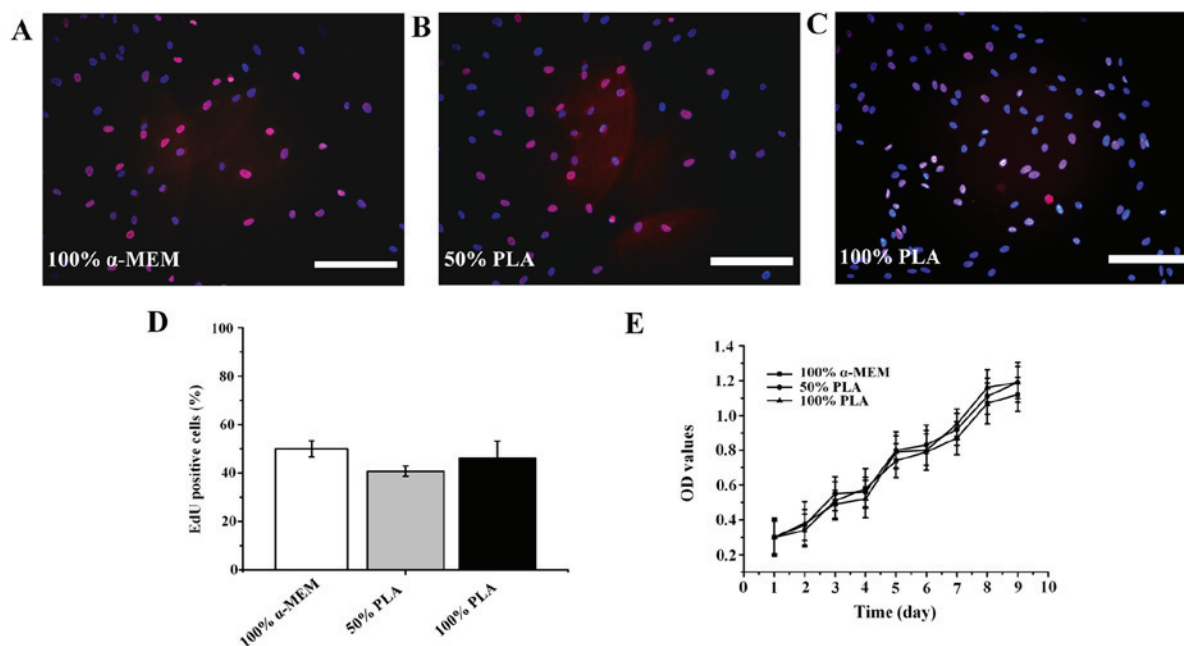 A
B
C
100% α-MEM
50% PLA
100% PLA
D
100
80
60
40
20
0
EdU positive cells (%)
100% α-MEM
50% PLA
100% PLA
E
1.4
1.2
1.0
0.8
0.6
0.4
0.2
OD values
100% α-MEM
50% PLA
100% PLA
0 1 2 3 4 5 6 7 8 9 10
Time (day)